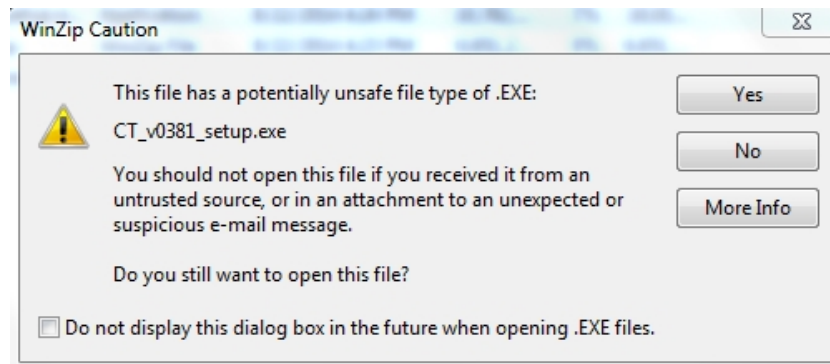 WinZip Caution
This file has a potentially unsafe file type of .EXE:
CT_v0381_setup.exe
You should not open this file if you received it from an
untrusted source, or in an attachment to an unexpected or
suspicious e-mail message.
Do you still want to open this file?
Do not display this dialog box in the future when opening .EXE files.
Yes
No
More Info